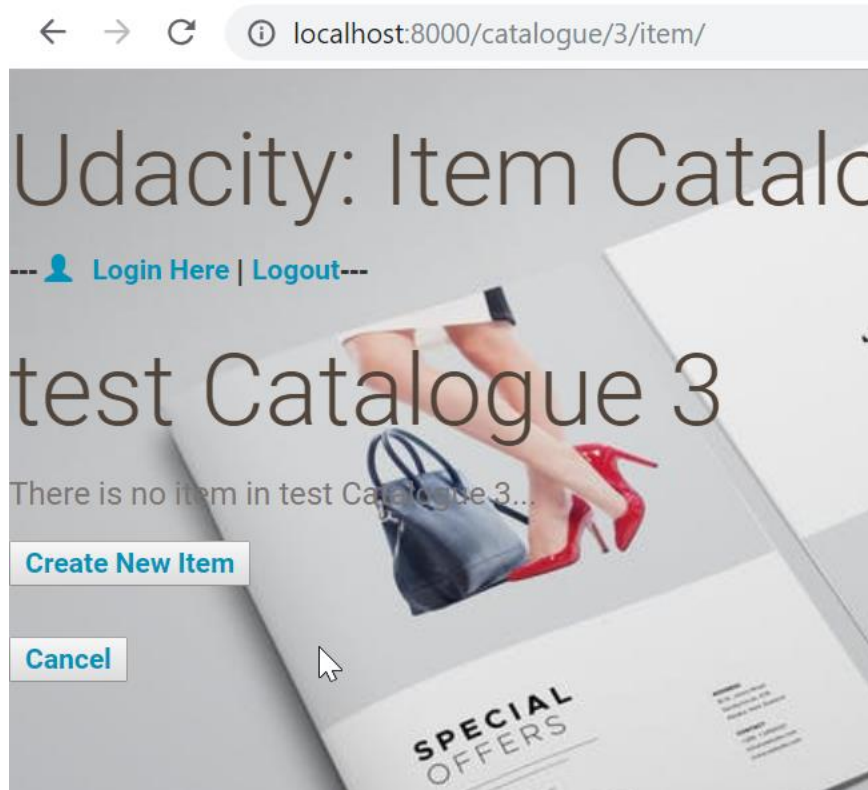 localhost:8000/catalogue/3/item/
Udacity: Item Catalo
--- Login Here | Logout---
test Catalogue 3
There is no item in test Catalogue 3...
Create New Item
Cancel
SPECIAL
OFFERS
CONTACT